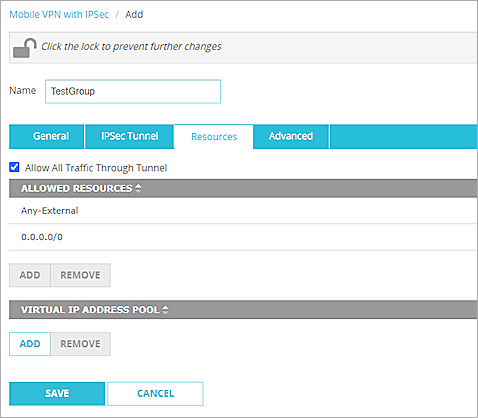 Mobile VPN with IPSec / Add
Click the lock to prevent further changes
Name TestGroup
General IPSec Tunnel Resources Advanced
Allow All Traffic Through Tunnel
ALLOWED RESOURCES
Any-External
0.0.0.0/0
ADD REMOVE
VIRTUAL IP ADDRESS POOL
ADD REMOVE
SAVE CANCEL